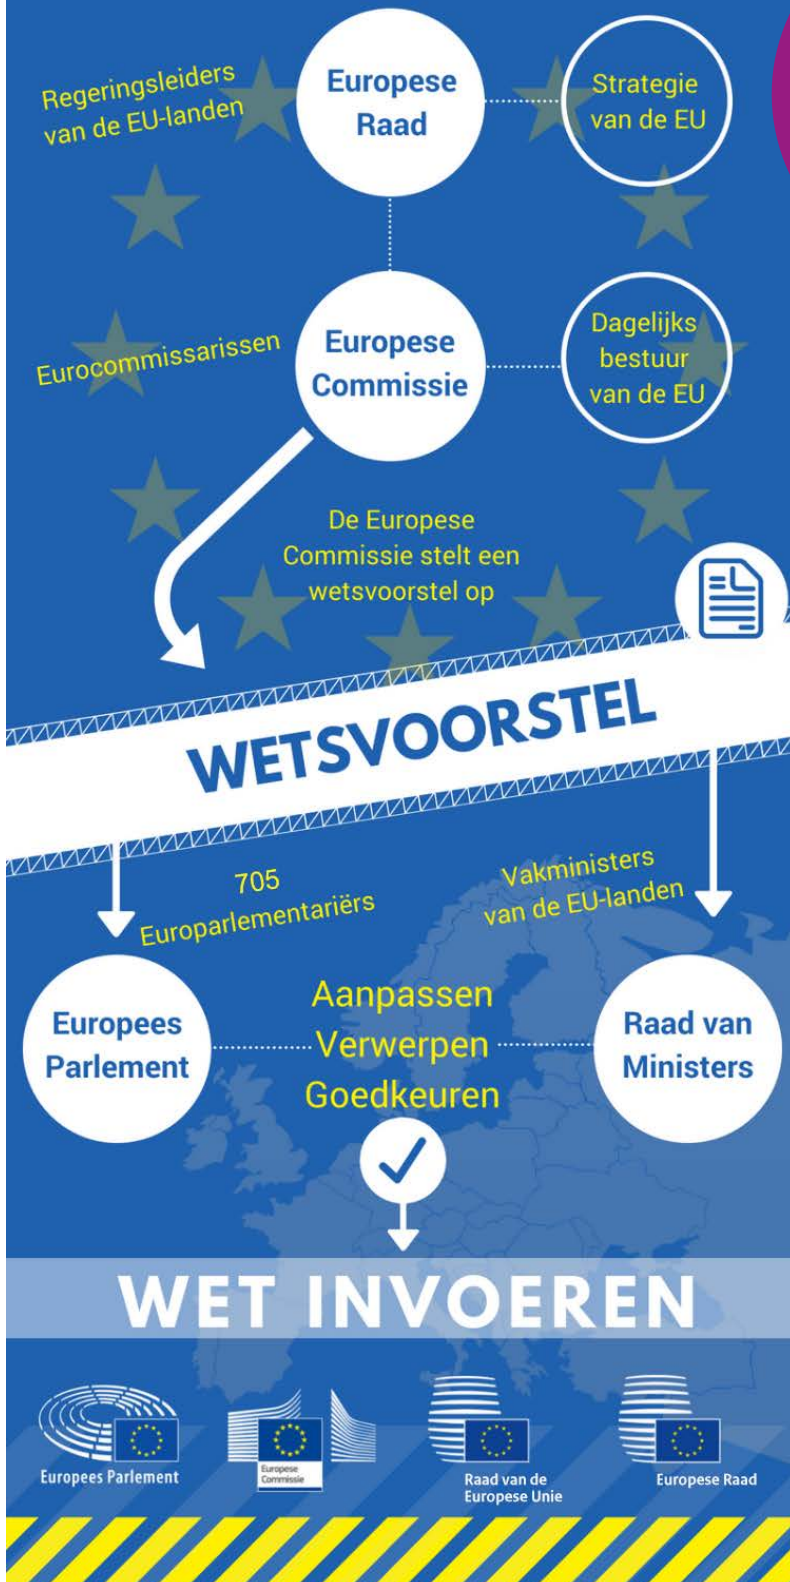 Regeringsleiders
van de EU-landen
Europese
Raad
Strategie
van de EU
Eurocommissarissen
Europese
Commissie
Dagelijks
bestuur
van de EU
De Europese
Commissie stelt een
wetsvoorstel op
WETSVOORSTEL
705
Europarlementariërs
Vakministers
van de EU-landen
Europees
Parlement
Aanpassen
Verwerpen
Goedkeuren
Raad van
Ministers
WET INVOEREN
Europees Parlement
Europese
Commissie
Raad van de
Europese Unie
Europese Raad